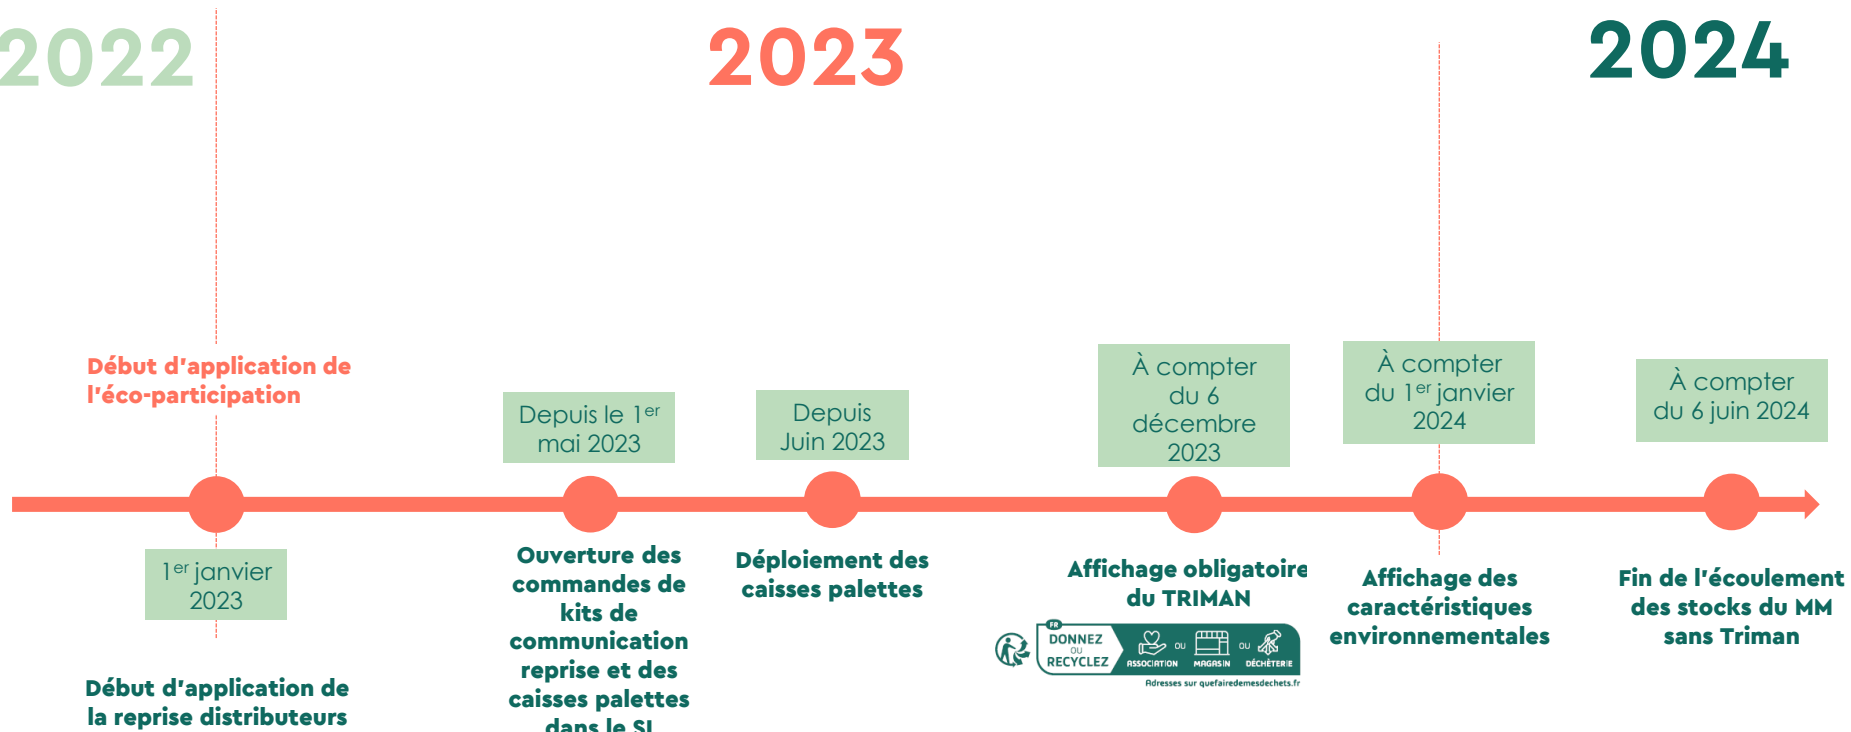 2022
2023
2024
Début d'application de
l'éco-participation
1er janvier
2023
Début d'application de
la reprise distributeurs
Depuis le 1er
mai 2023
Ouverture des
commandes de
kits de
communication
reprise et des
caisses palettes
dans le SI
Depuis
Juin 2023
Déploiement des
caisses palettes
À compter
du 6
décembre
2023
Affichage obligatoire
du TRIMAN
FR
DONNEZ
OU
RECYCLEZ
ASSOCIATION OU MAGASIN OU DÉCHÈTERIE
Adresses sur quefairedemesdechets.fr
À compter
du 1er janvier
2024
Affichage des
caractéristiques
environnementales
À compter
du 6 juin 2024
Fin de l'écoulement
des stocks du MM
sans Triman